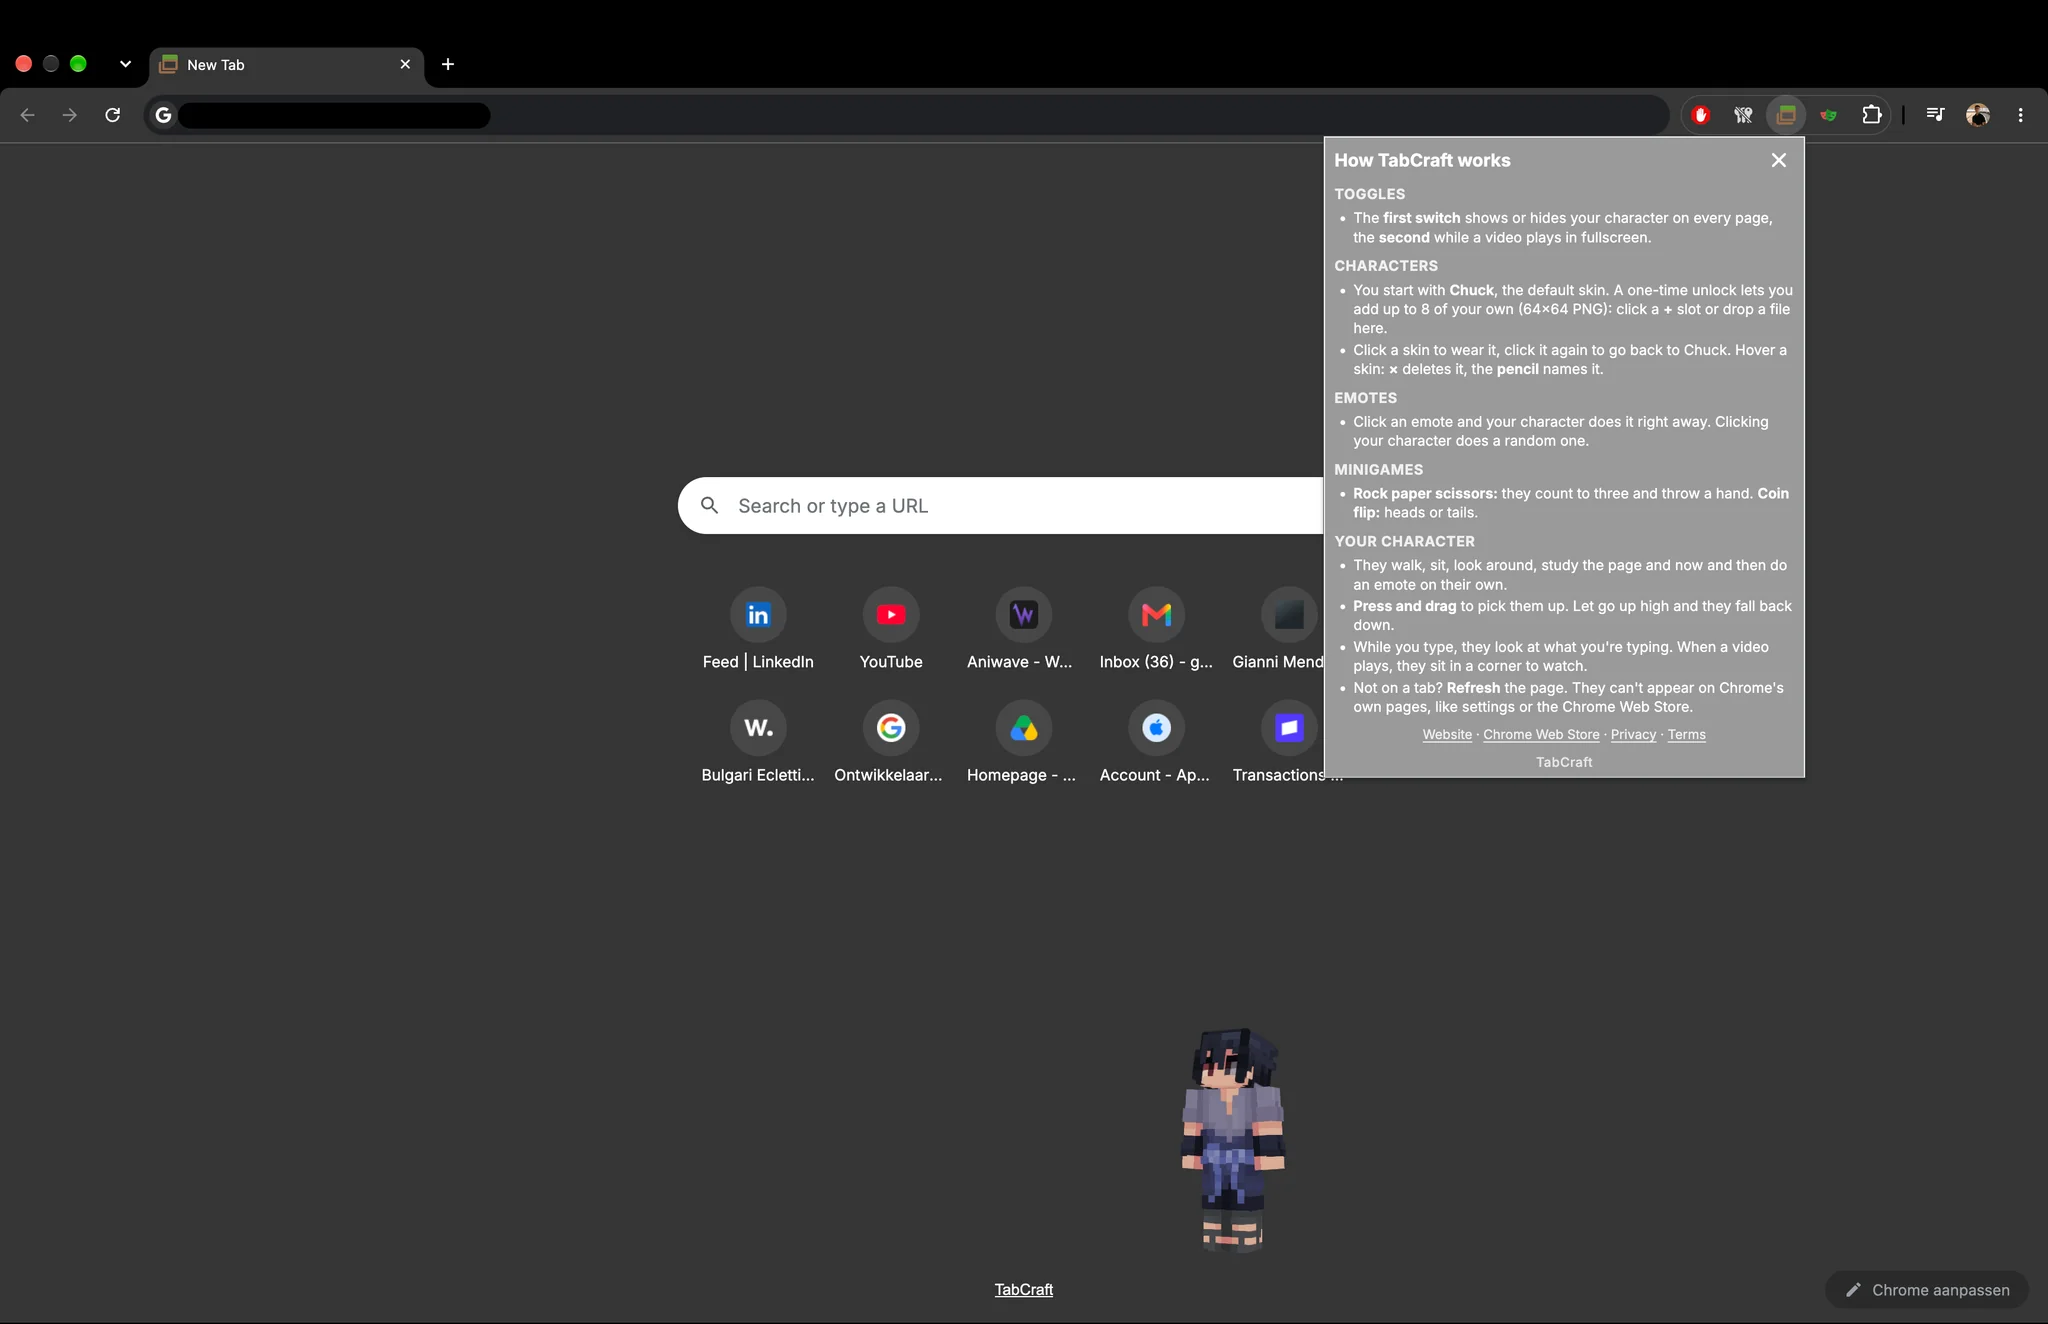 New Tab
How TabCraft works
TOGGLES
• The first switch shows or hides your character on every page,
the second while a video plays in fullscreen.
CHARACTERS
• You start with Chuck, the default skin. A one-time unlock lets you
add up to 8 of your own (64×64 PNG): click a + slot or drop a file
here.
• Click a skin to wear it, click it again to go back to Chuck. Hover a
skin: × deletes it, the pencil names it.
EMOTES
• Click an emote and your character does it right away. Clicking
your character does a random one.
MINIGAMES
• Rock paper scissors: they count to three and throw a hand. Coin
flip: heads or tails.
YOUR CHARACTER
• They walk, sit, look around, study the page and now and then do
an emote on their own.
• Press and drag to pick them up. Let go up high and they fall back
down.
• While you type, they look at what you're typing. When a video
plays, they sit in a corner to watch.
• Not on a tab? Refresh the page. They can't appear on Chrome's
own pages, like settings or the Chrome Web Store.
Website · Chrome Web Store · Privacy · Terms
TabCraft
Search or type a URL
in
Feed | LinkedIn
YouTube
Aniwave - W...
Inbox (36) - g...
Gianni Mend
W.
Bulgari Ecletti...
Ontwikkelaar...
Homepage - ...
Account - Ap...
Transactions ...
TabCraft
Chrome aanpassen